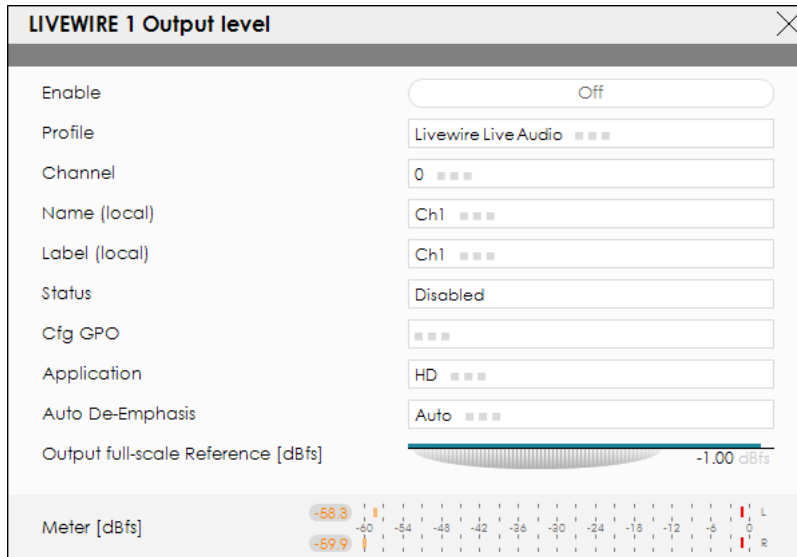 LIVEWIRE 1 Output level
Enable Off
Profile Livewire Live Audio
Channel 0
Name (local) Ch1
Label (local) Ch1
Status Disabled
Cfg GPO
Application HD
Auto De-Emphasis Auto
Output full-scale Reference [dBfs] -1.00 dBfs
-58.3 L
Meter [dBfs] -60 -54 -48 -42 -36 -30 -24 -18 -12 -6 0
-59.9 R